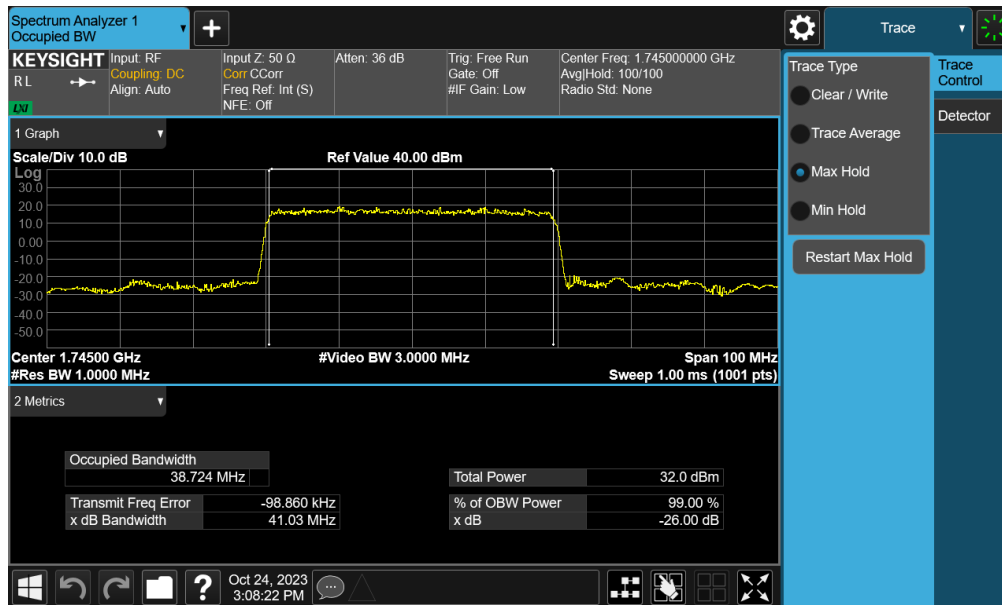 Spectrum Analyzer 1
Occupied BW
+
Trace
KEYSIGHT
R L
LXI
Input: RF
Coupling: DC
Align: Auto
Input Z: 50 Ω
Corr CCorr
Freq Ref: Int (S)
NFE: Off
Atten: 36 dB
Trig: Free Run
Gate: Off
#IF Gain: Low
Center Freq: 1.745000000 GHz
Avg|Hold: 100/100
Radio Std: None
Trace Type
Clear / Write
Trace Average
Max Hold
Min Hold
Restart Max Hold
Trace
Control
Detector
1 Graph
Scale/Div 10.0 dB
Ref Value 40.00 dBm
Log
30.0
20.0
10.0
0.00
-10.0
-20.0
-30.0
-40.0
-50.0
Center 1.74500 GHz
#Video BW 3.0000 MHz
Span 100 MHz
#Res BW 1.0000 MHz
Sweep 1.00 ms (1001 pts)
2 Metrics
Occupied Bandwidth
38.724 MHz
Total Power 32.0 dBm
Transmit Freq Error -98.860 kHz
% of OBW Power 99.00 %
x dB Bandwidth 41.03 MHz
x dB -26.00 dB
?
Oct 24, 2023
3:08:22 PM